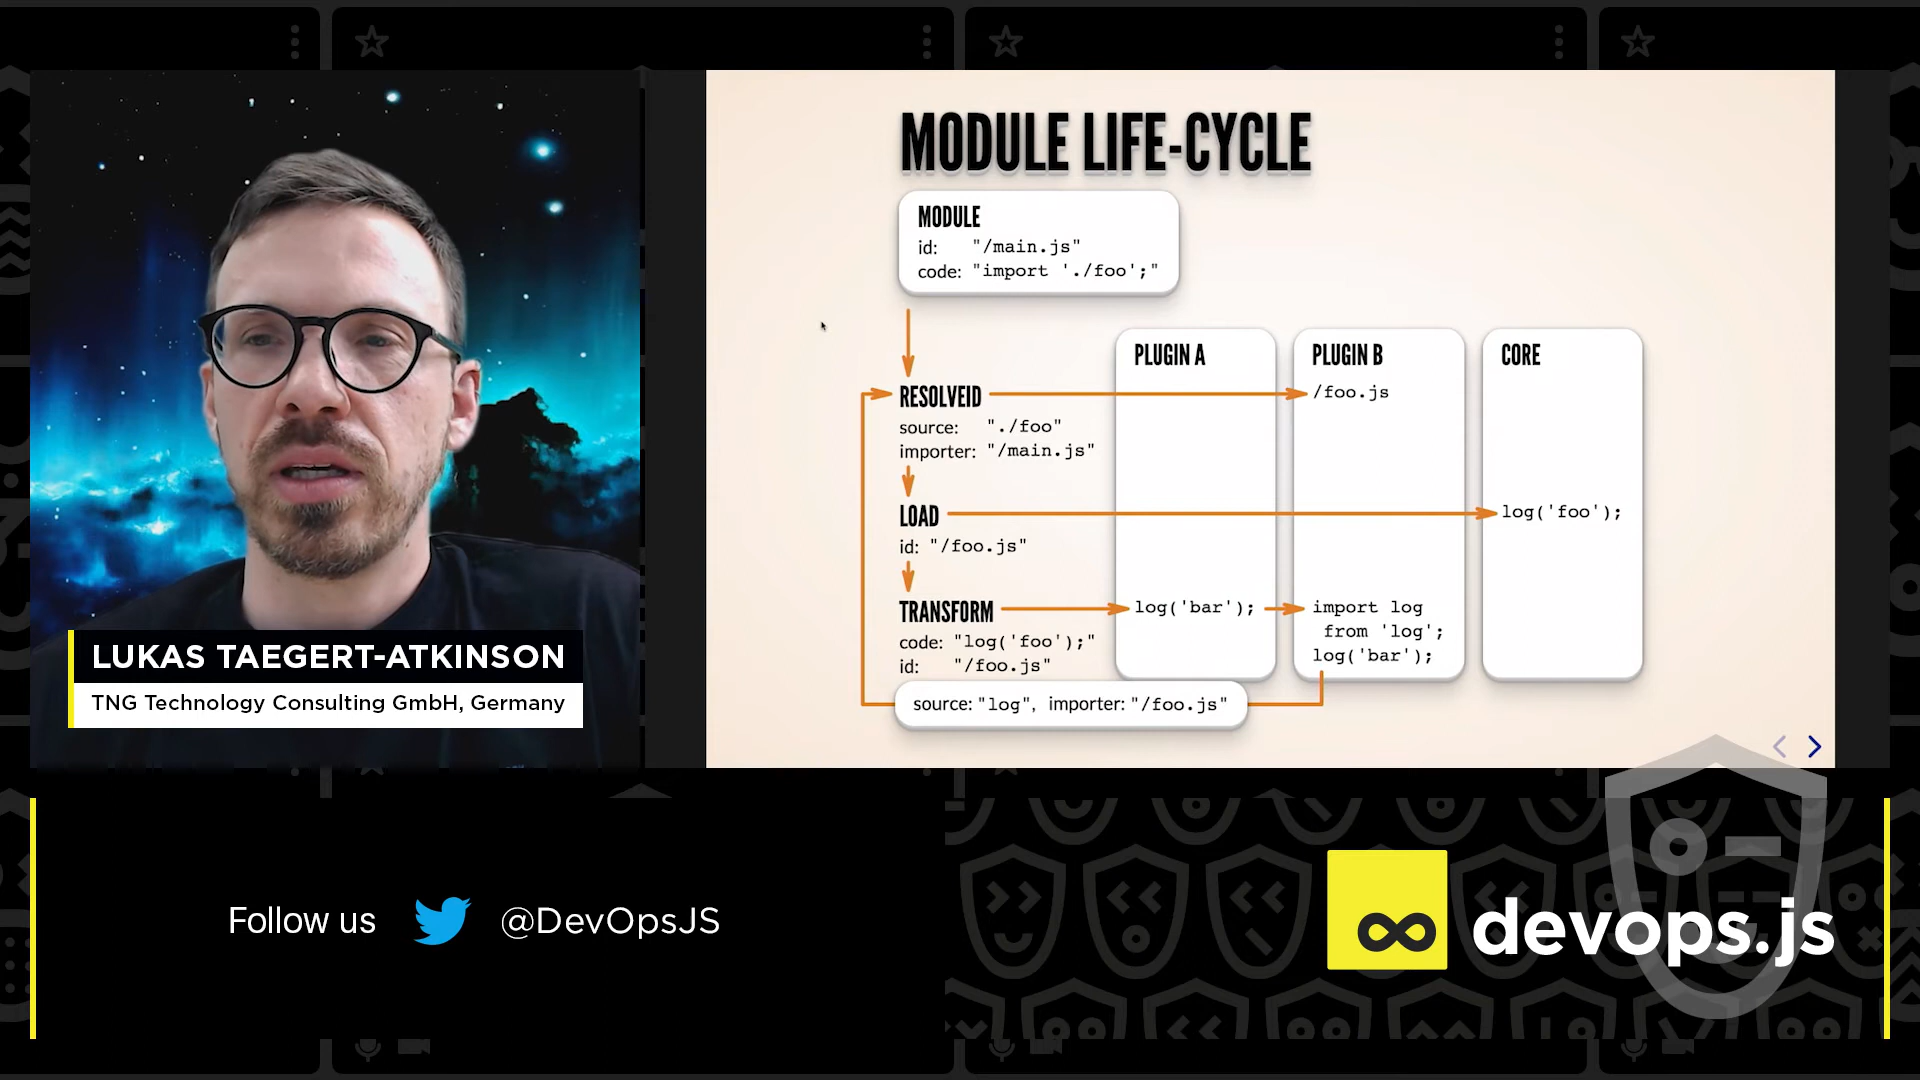 MODULE LIFE-CYCLE
MODULE
id: "/main.js"
code: "import './foo';"
PLUGIN A
PLUGIN B
CORE
RESOLVEID
/foo.js
source: "./foo"
importer: "/main.js"
LOAD
log('foo');
id: "/foo.js"
TRANSFORM
log('bar');
import log
from 'log';
log('bar');
code: "log('foo');"
id: "/foo.js"
source: "log", importer: "/foo.js"
LUKAS TAEGERT-ATKINSON
TNG Technology Consulting GmbH, Germany
Follow us @DevOpsJS
devops.js